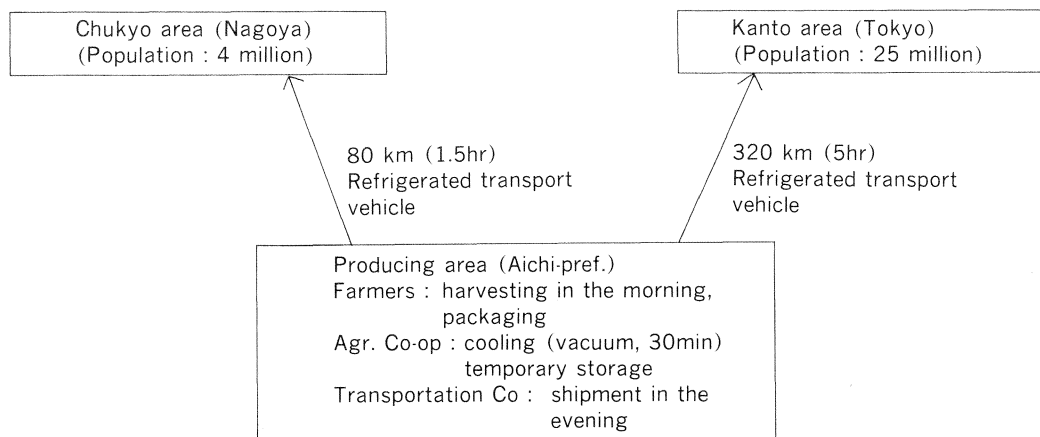 Chukyo area (Nagoya)
(Population : 4 million)
Kanto area (Tokyo)
(Population : 25 million)
80 km (1.5hr)
Refrigerated transport
vehicle
320 km (5hr)
Refrigerated transport
vehicle
Producing area (Aichi-pref.)
Farmers : harvesting in the morning,
packaging
Agr. Co-op : cooling (vacuum, 30min)
temporary storage
Transportation Co : shipment in the
evening